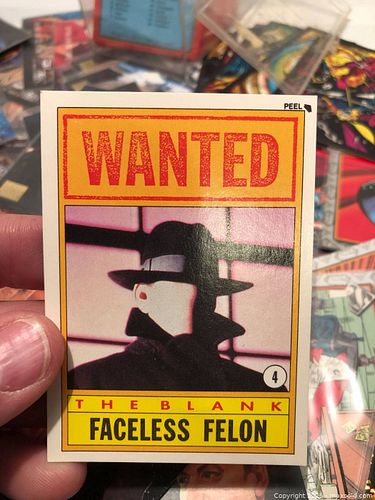 PEEL
WANTED
4
THE BLANK
FACELESS FELON